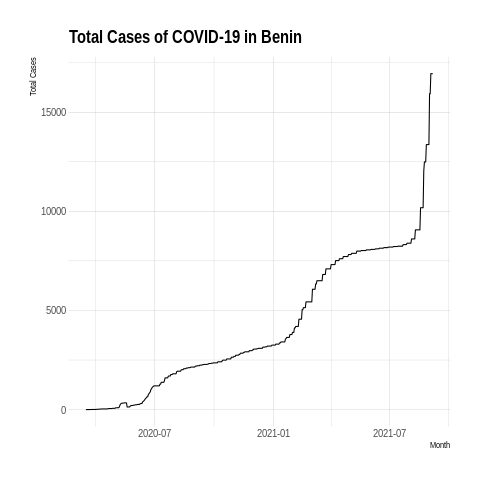 Total Cases of COVID-19 in Benin
Total Cases
15000
10000
5000
0
2020-07
2021-01
2021-07
Month